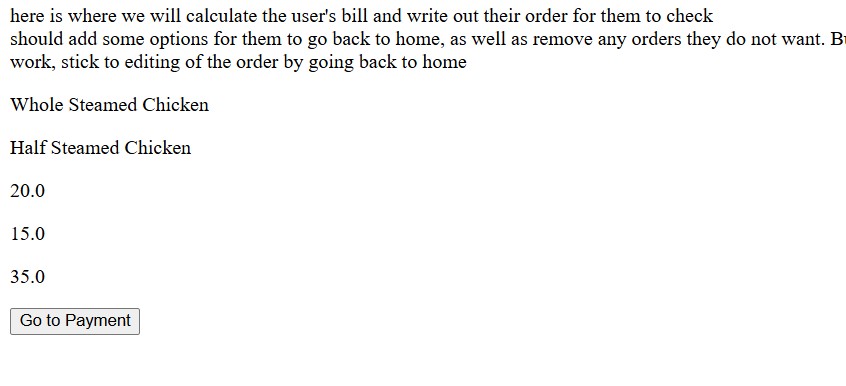 here is where we will calculate the user's bill and write out their order for them to check
should add some options for them to go back to home, as well as remove any orders they do not want.
work, stick to editing of the order by going back to home
Whole Steamed Chicken
Half Steamed Chicken
20.0
15.0
35.0
Go to Payment